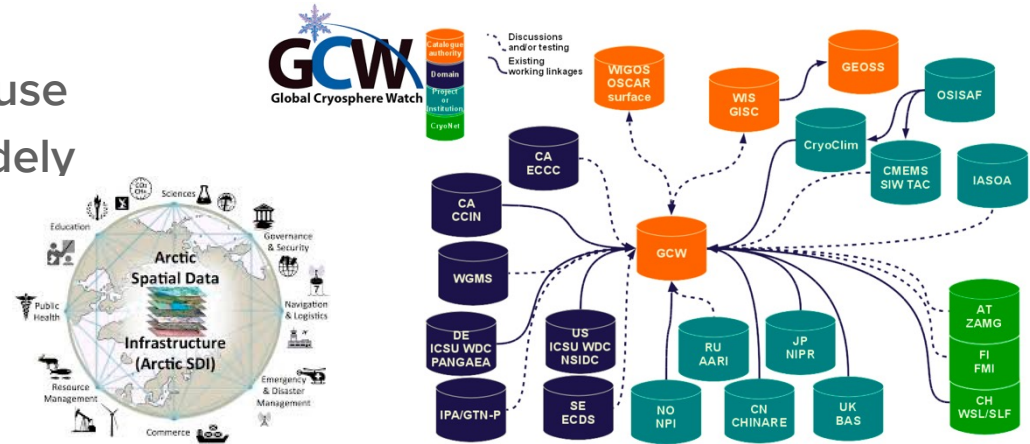 use
dely
GCW
Global Cryosphere Watch
Catalogue
authority
Domain
Project
or
Institution
CryoNet
Discussions
and/or testing
Existing
working linkages
WIGOS
OSCAR
surface
WIS
GISC
GEOSS
OSISAF
CryoClim
CMEMS
SIW TAC
IASOA
CA
ECCC
CA
CCIN
WGMS
GCW
DE
ICSU WDC
PANGAEA
US
ICSU WDC
NSIDC
IPA/GTN-P
SE
ECDS
NO
NPI
RU
AARI
CN
CHINARE
JP
NIPR
UK
BAS
AT
ZAMG
FI
FMI
CH
WSL/SLF
Sciences
Education
Governance
& Security
Arctic
Spatial Data
Infrastructure
(Arctic SDI)
Public
Health
Navigation
& Logistics
Resource
Management
Emergency
& Disaster
Management
Commerce